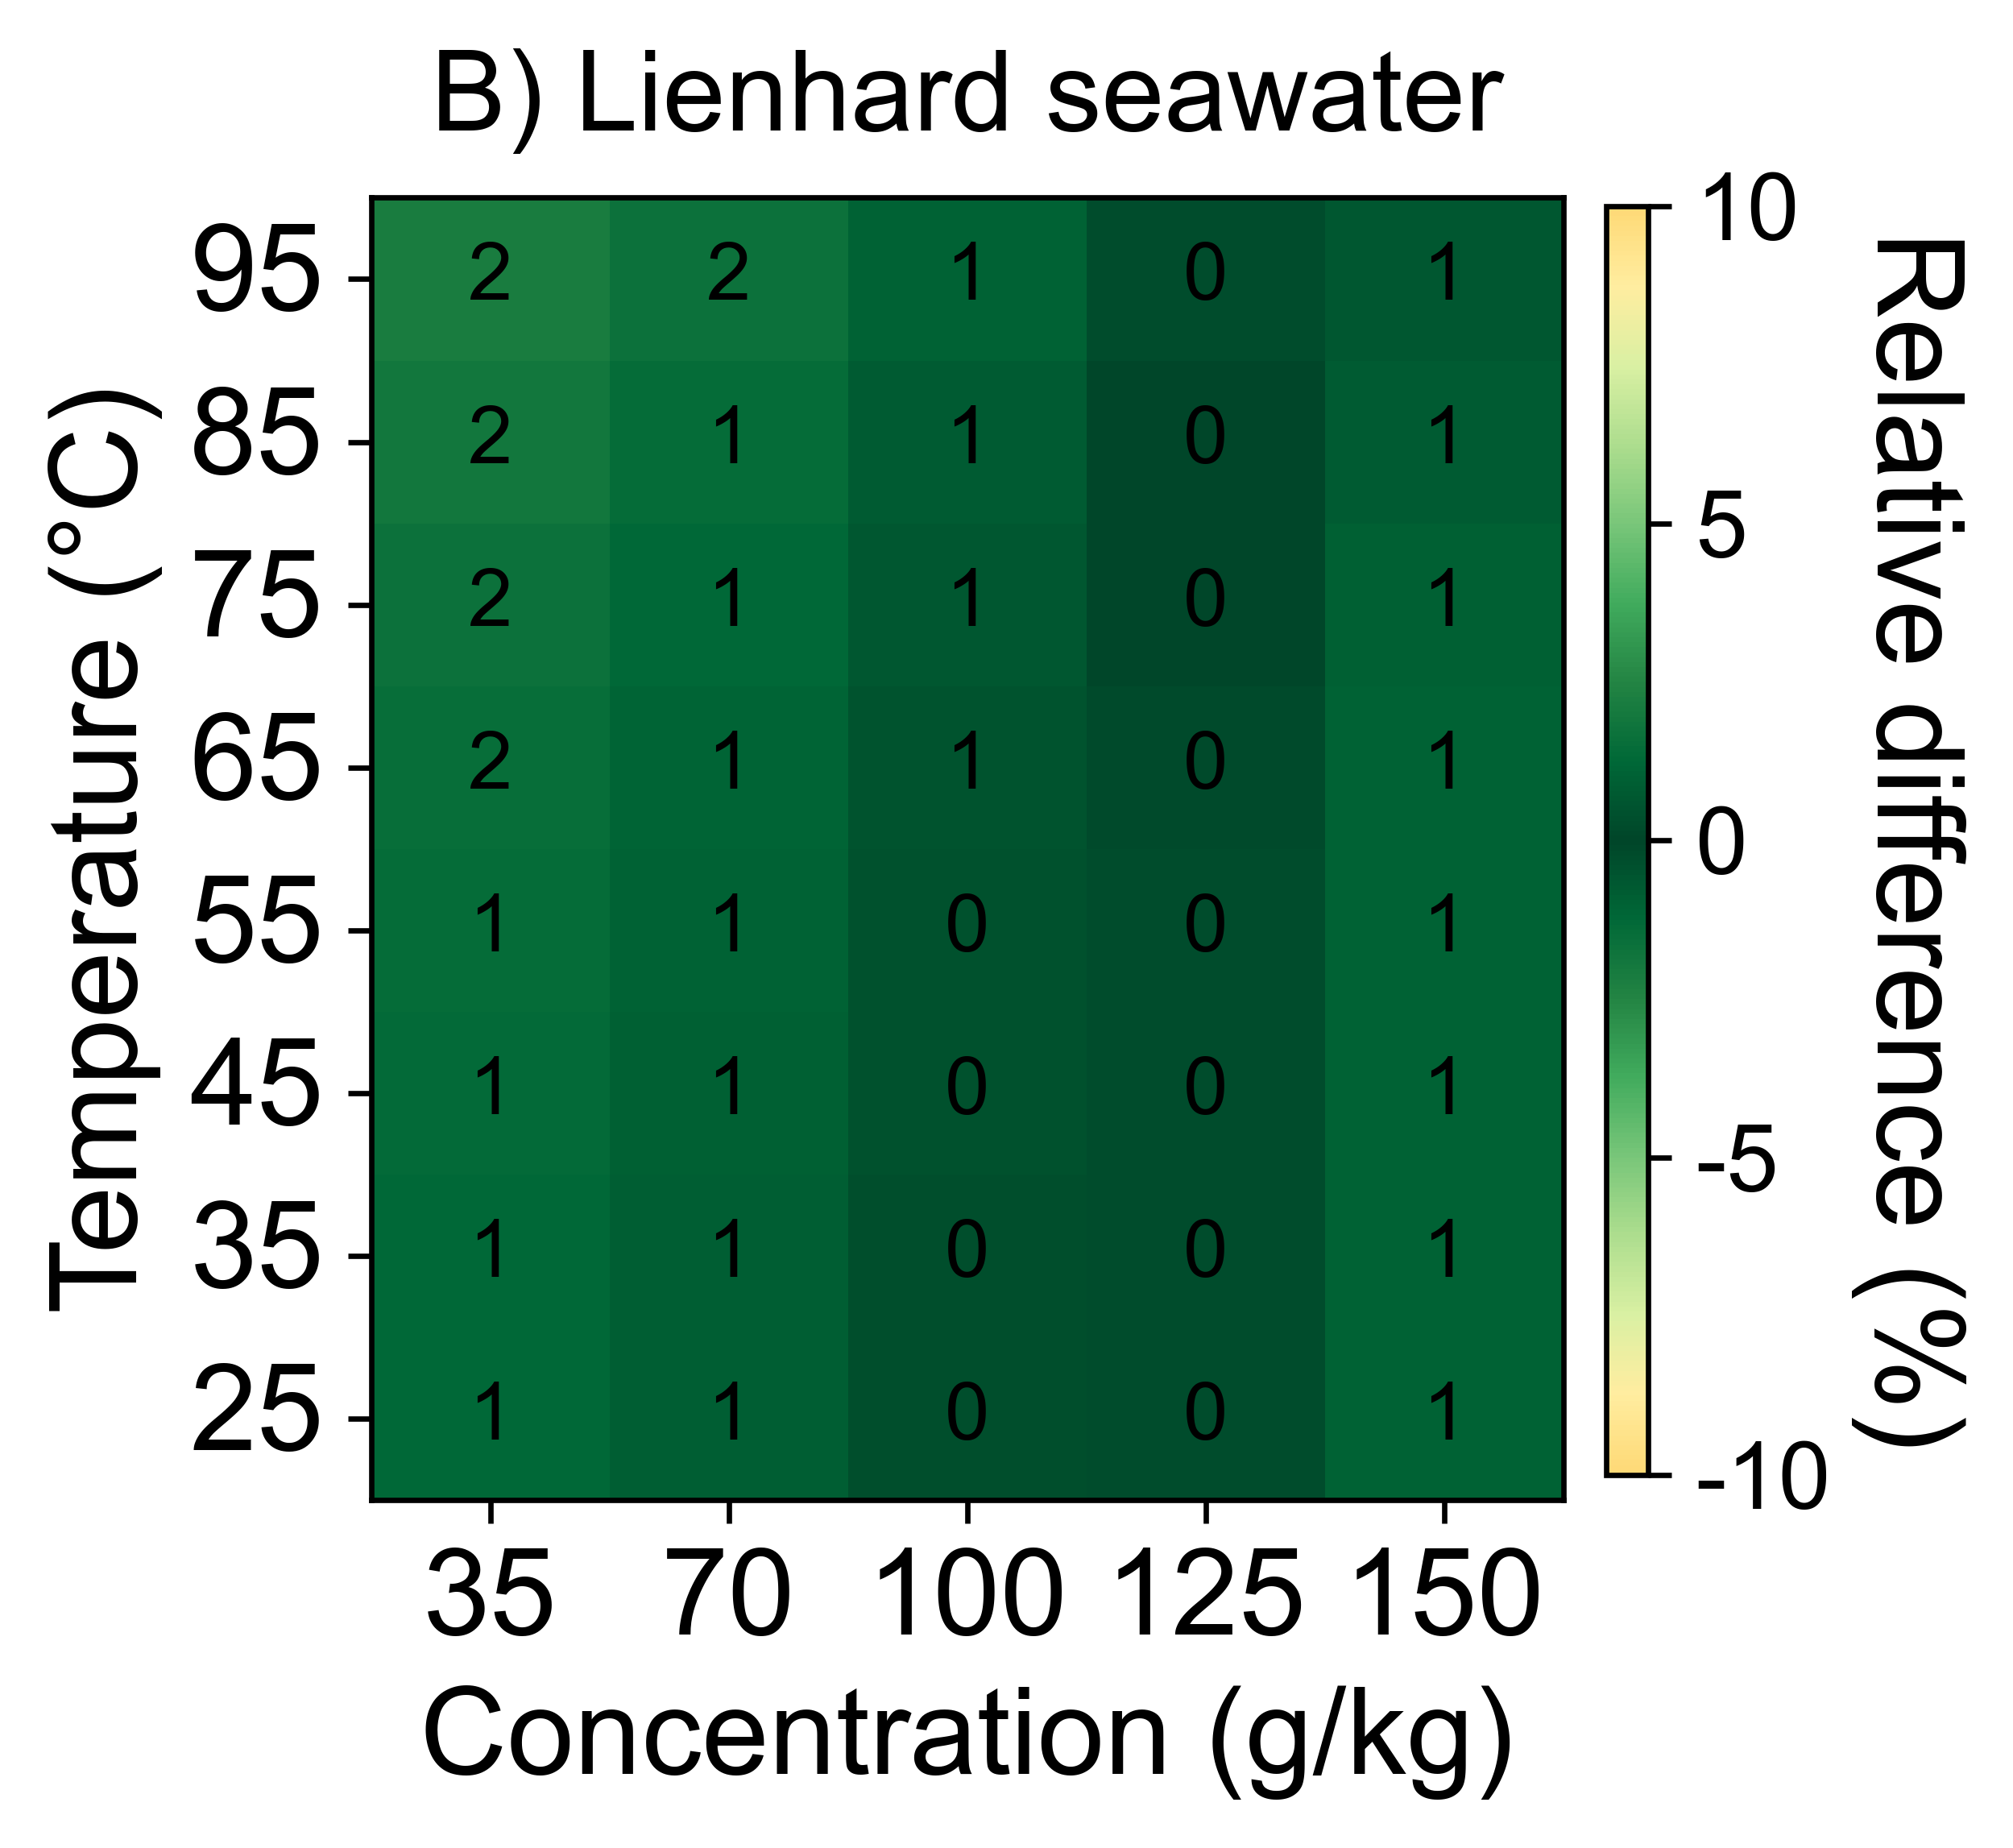 B) Lienhard seawater
95 2 2 1 0 1
85 2 1 1 0 1
75 2 1 1 0 1
65 2 1 1 0 1
55 1 1 0 0 1
45 1 1 0 0 1
35 1 1 0 0 1
25 1 1 0 0 1
35 70 100 125 150
Concentration (g/kg)
Temperature (°C)
10
5
0
-5
-10
Relative difference (%)